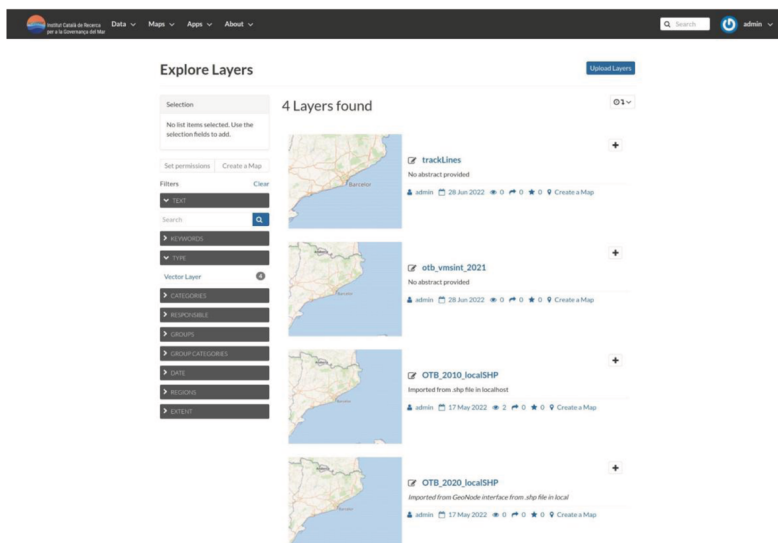 Institut Català de Recerca
per a la Governança del Mar
Data Maps Apps About
Search
admin
Explore Layers
Upload Layers
Selection
No list items selected. Use the
selection fields to add.
Set permissions Create a Map
Filters Clear
TEXT
Search
KEYWORDS
TYPE
Vector Layer 4
CATEGORIES
RESPONSIBLE
GROUPS
GROUP CATEGORIES
DATE
REGIONS
EXTENT
4 Layers found
Barcelon
trackLines
No abstract provided
admin 28 Jun 2022 0 0 0 Create a Map
Barcelona
otb_vmsint_2021
No abstract provided
admin 28 Jun 2022 0 0 0 Create a Map
Barcelona
OTB_2010_localSHP
Imported from .shp file in localhost
admin 17 May 2022 2 0 0 Create a Map
Barcelona
OTB_2020_localSHP
Imported from GeoNode interface from .shp file in local
admin 17 May 2022 0 0 0 Create a Map